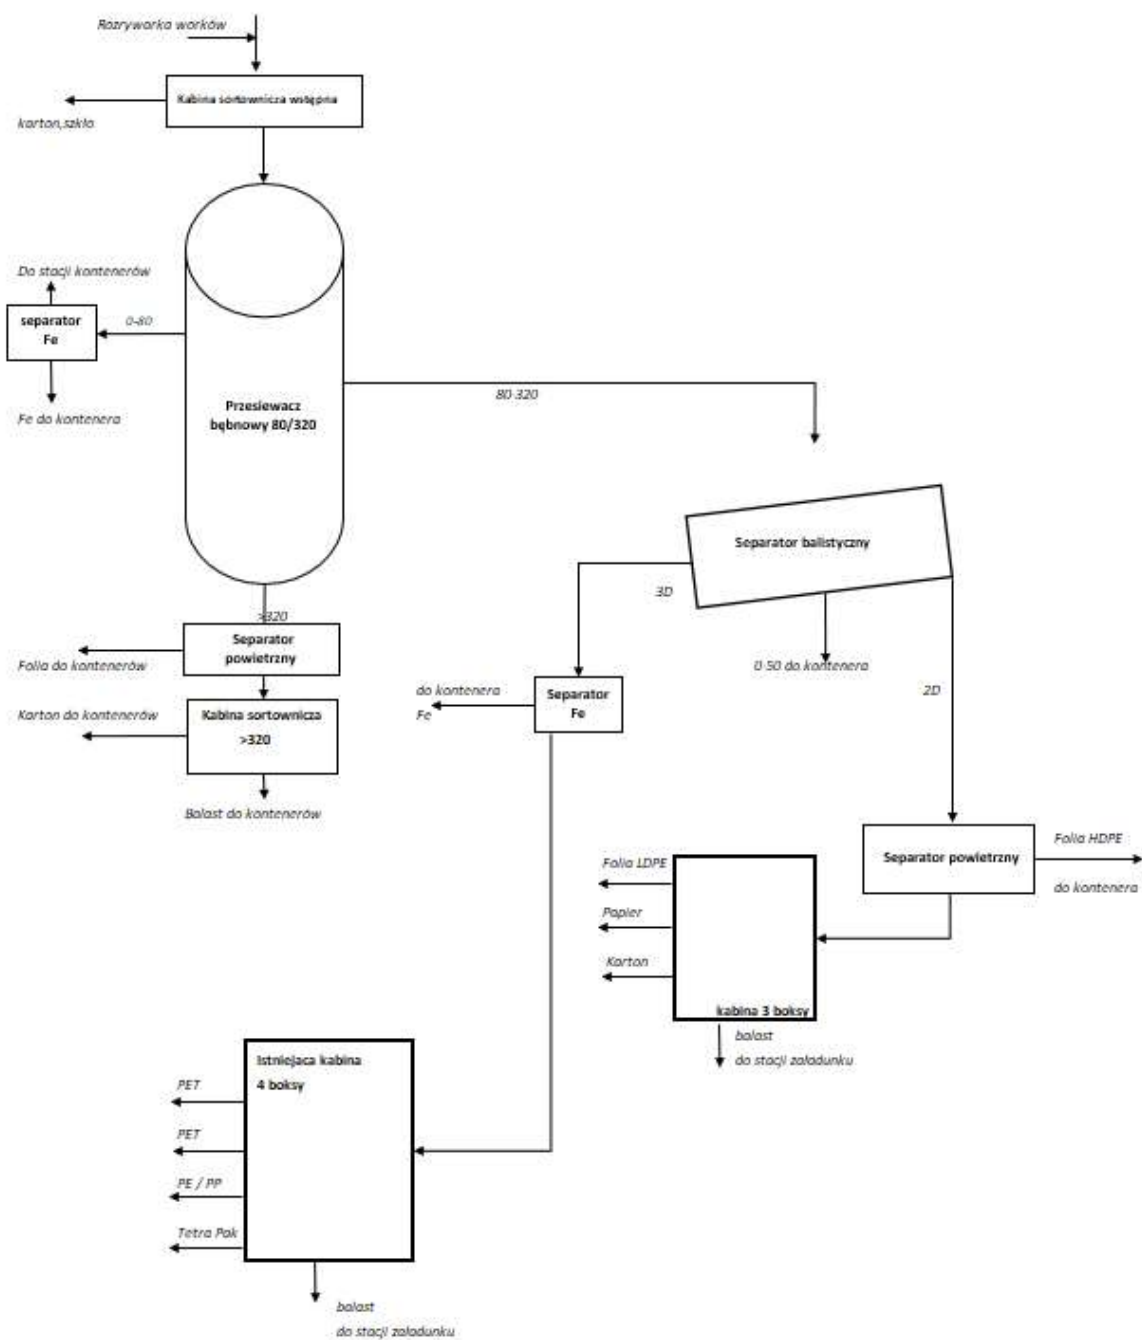 Rozrywarka worków
Kabina sortownicza wstępna
karton,szkło
Do stacji kontenerów
separator
Fe
0-80
Fe do kontenera
Przesiewacz
bębnowy 80/320
80-320
Separator balistyczny
3D
0-50 do kontenera
2D
>320
Separator
powietrzny
Folia do kontenerów
Karton do kontenerów
Kabina sortownicza
>320
Balast do kontenerów
do kontenera
Fe
Separator
Fe
Separator powietrzny
Folia HDPE
do kontenera
Folia LDPE
Papier
Karton
kabina 3 boksy
balast
do stacji załadunku
Istniejaca kabina
4 boksy
PET
PET
PE / PP
Tetra Pak
balast
do stacji załadunku